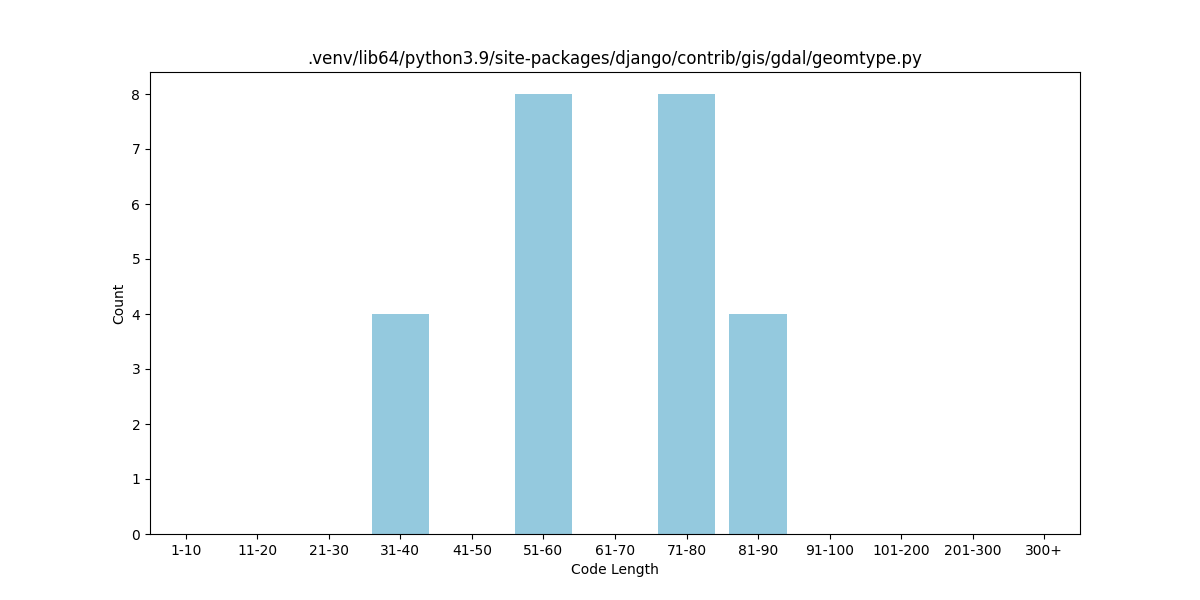 .venv/lib64/python3.9/site-packages/django/contrib/gis/gdal/geomtype.py
8
7
6
5
4
3
2
1
0
Count
1-10 11-20 21-30 31-40 41-50 51-60 61-70 71-80 81-90 91-100 101-200 201-300 300+
Code Length